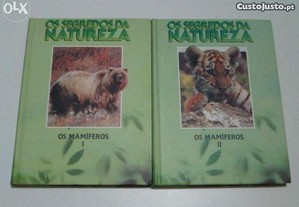 OLX
CustoJusto.pt
OS SEGREDOS DA
NATUREZA
OS MAMÍFEROS
I
OS SEGREDOS DA
NATUREZA
OS MAMÍFEROS
II